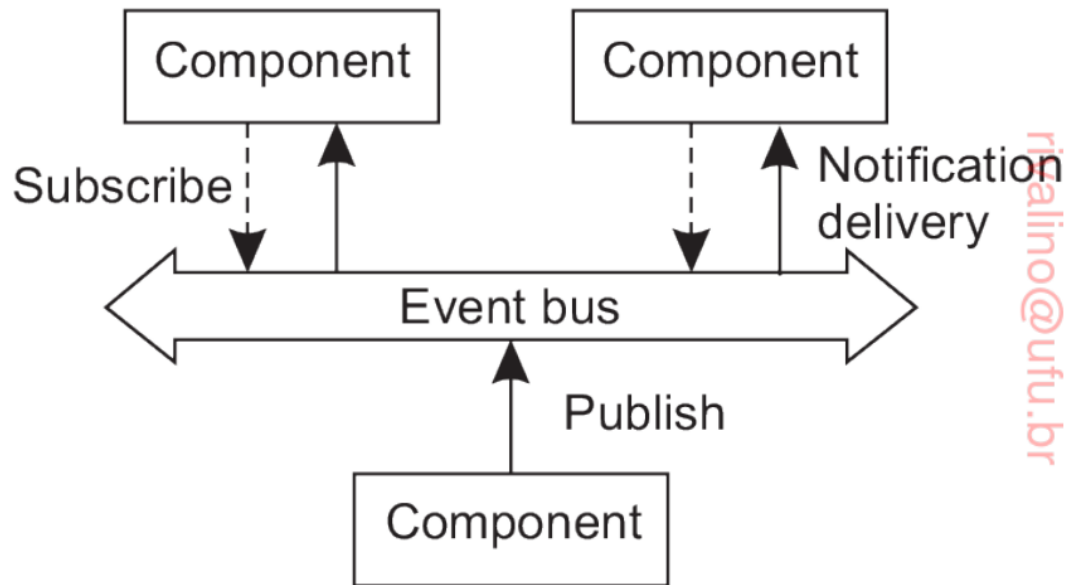 Component
Component
Subscribe
Notification
delivery
Event bus
Publish
Component
rivalino@ufu.br